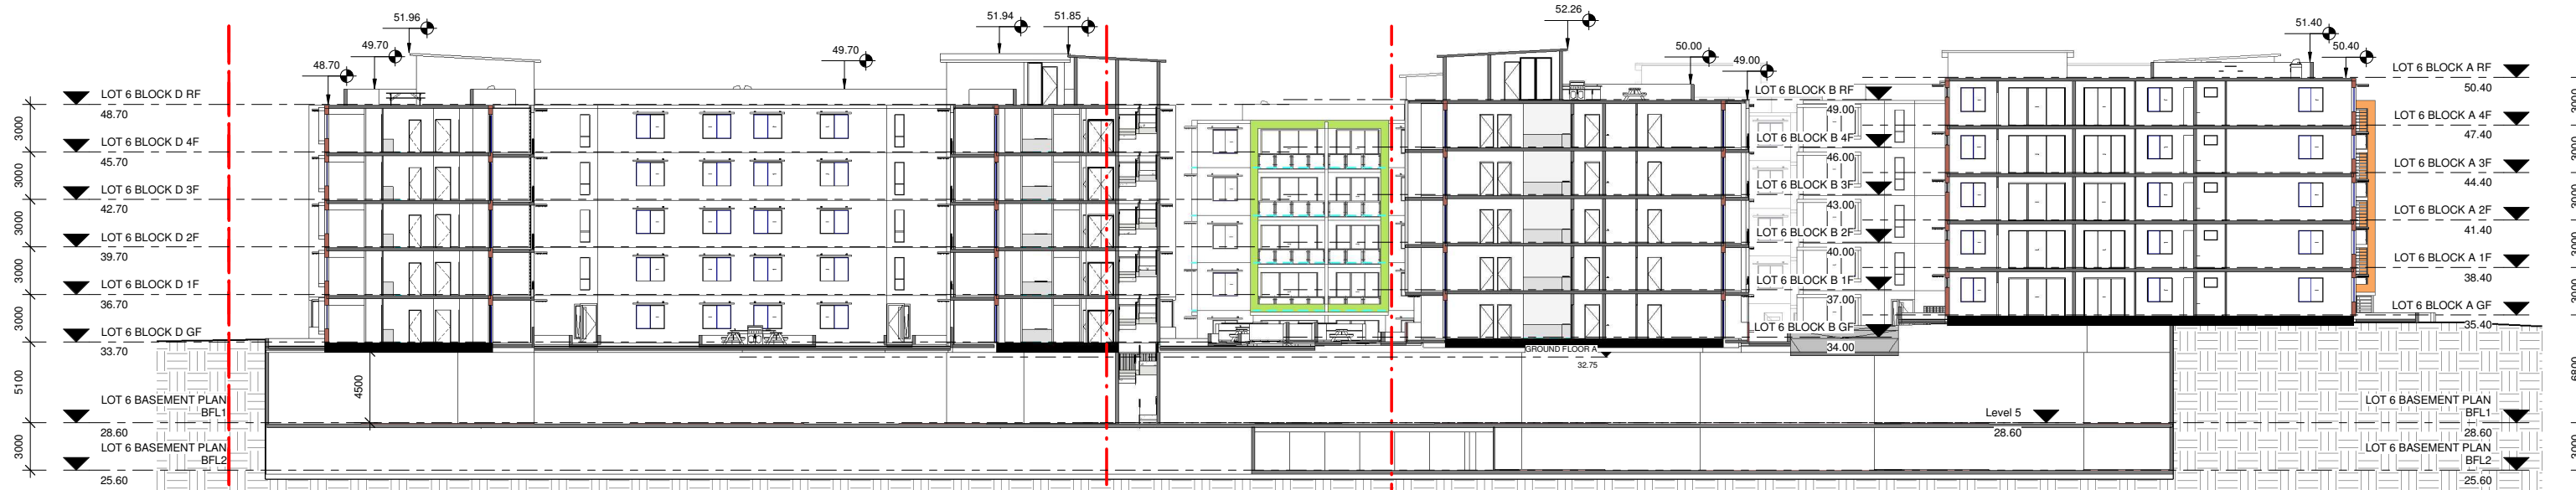 51.96
49.70
48.70
49.70
51.94
51.85
52.26
50.00
49.00
51.40
50.40
LOT 6 BLOCK D RF
48.70
3000
LOT 6 BLOCK D 4F
45.70
3000
LOT 6 BLOCK D 3F
42.70
3000
LOT 6 BLOCK D 2F
39.70
3000
LOT 6 BLOCK D 1F
36.70
3000
LOT 6 BLOCK D GF
33.70
5100
4500
LOT 6 BASEMENT PLAN
BFL1
28.60
3000
LOT 6 BASEMENT PLAN
BFL2
25.60
LOT 6 BLOCK B RF
49.00
LOT 6 BLOCK B 4F
46.00
LOT 6 BLOCK B 3F
43.00
LOT 6 BLOCK B 2F
40.00
LOT 6 BLOCK B 1F
37.00
LOT 6 BLOCK B GF
34.00
GROUND FLOOR A
32.75
Level 5
28.60
LOT 6 BLOCK A RF
50.40
3000
LOT 6 BLOCK A 4F
47.40
3000
LOT 6 BLOCK A 3F
44.40
3000
LOT 6 BLOCK A 2F
41.40
3000
LOT 6 BLOCK A 1F
38.40
3000
LOT 6 BLOCK A GF
35.40
6800
LOT 6 BASEMENT PLAN
BFL1
28.60
3000
LOT 6 BASEMENT PLAN
BFL2
25.60